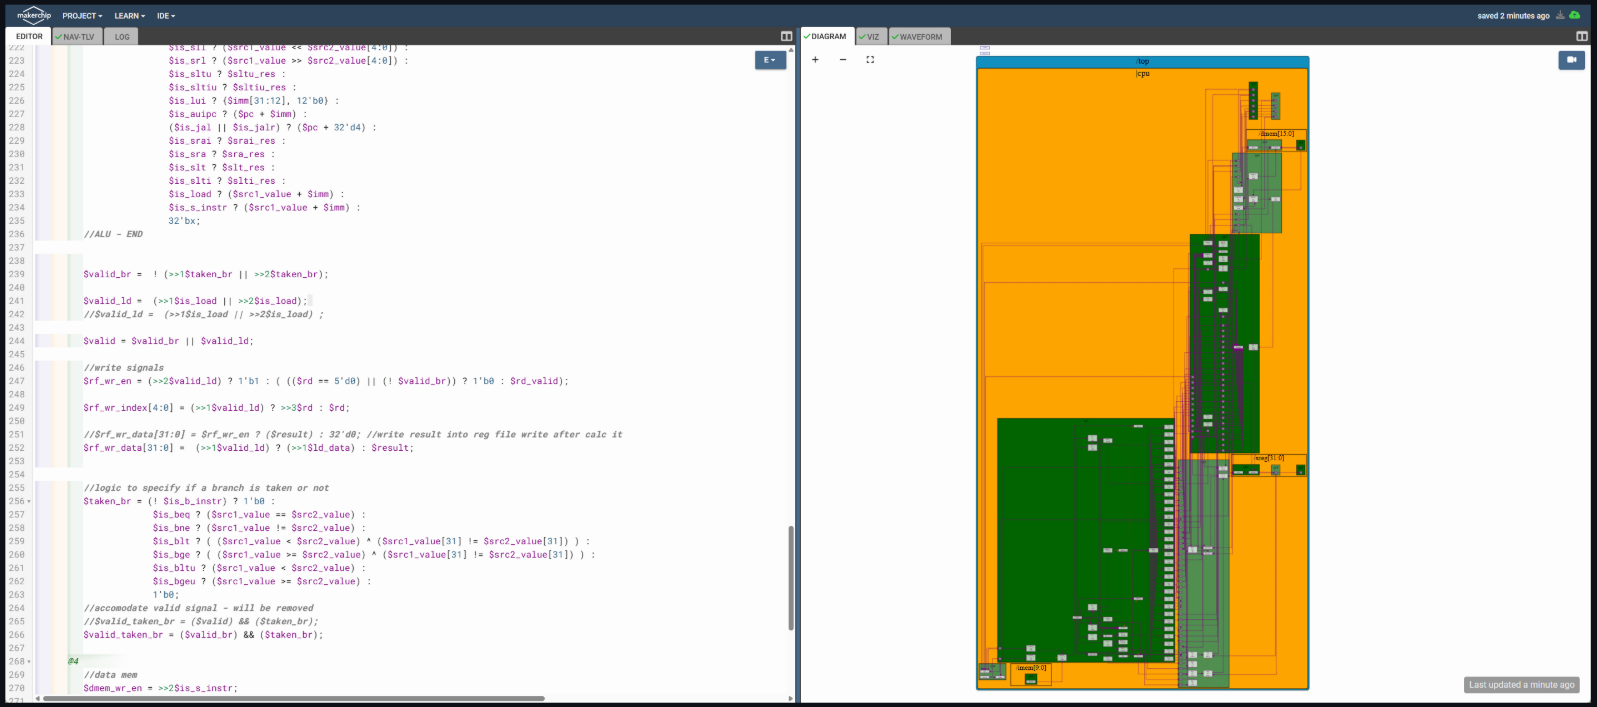 makerchip PROJECT LEARN IDE saved 2 minutes ago
EDITOR NAV-TLV LOG DIAGRAM VIZ WAVEFORM
E
222 $is_sll ? ($src1_value << $src2_value[4:0]) :
223 $is_srl ? ($src1_value >> $src2_value[4:0]) :
224 $is_sltu ? $sltu_res :
225 $is_sltiu ? $sltiu_res :
226 $is_lui ? {$imm[31:12], 12'b0} :
227 $is_auipc ? ($pc + $imm) :
228 ($is_jal || $is_jalr) ? ($pc + 32'd4) :
229 $is_srai ? $srai_res :
230 $is_sra ? $sra_res :
231 $is_slt ? $slt_res :
232 $is_slti ? $slti_res :
233 $is_load ? ($src1_value + $imm) :
234 $is_s_instr ? ($src1_value + $imm) :
235 32'bx;
236 //ALU - END
237
238
239 $valid_br = ! (>>1$taken_br || >>2$taken_br);
240
241 $valid_ld = (>>1$is_load || >>2$is_load);
242 //$valid_ld = (>>1$is_load || >>2$is_load) ;
243
244 $valid = $valid_br || $valid_ld;
245
246 //write signals
247 $rf_wr_en = (>>2$valid_ld) ? 1'b1 : ( (($rd == 5'd0) || (! $valid_br)) ? 1'b0 : $rd_valid);
248
249 $rf_wr_index[4:0] = (>>1$valid_ld) ? >>3$rd : $rd;
250
251 //$rf_wr_data[31:0] = $rf_wr_en ? ($result) : 32'd0; //write result into reg file write after calc it
252 $rf_wr_data[31:0] = (>>1$valid_ld) ? (>>1$ld_data) : $result;
253
254
255 //logic to specify if a branch is taken or not
256 $taken_br = (! $is_b_instr) ? 1'b0 :
257 $is_beq ? ($src1_value == $src2_value) :
258 $is_bne ? ($src1_value != $src2_value) :
259 $is_blt ? ( ($src1_value < $src2_value) ^ ($src1_value[31] != $src2_value[31]) ) :
260 $is_bge ? ( ($src1_value >= $src2_value) ^ ($src1_value[31] != $src2_value[31]) ) :
261 $is_bltu ? ($src1_value < $src2_value) :
262 $is_bgeu ? ($src1_value >= $src2_value) :
263 1'b0;
264 //accomodate valid signal - will be removed
265 //$valid_taken_br = ($valid) && ($taken_br);
266 $valid_taken_br = ($valid_br) && ($taken_br);
267
268 @4
269 //data mem
270 $dmem_wr_en = >>2$is_s_instr;
271
/top
|cpu
/dmem[15:0]
/xreg[31:0]
/imem[9:0]
Last updated a minute ago